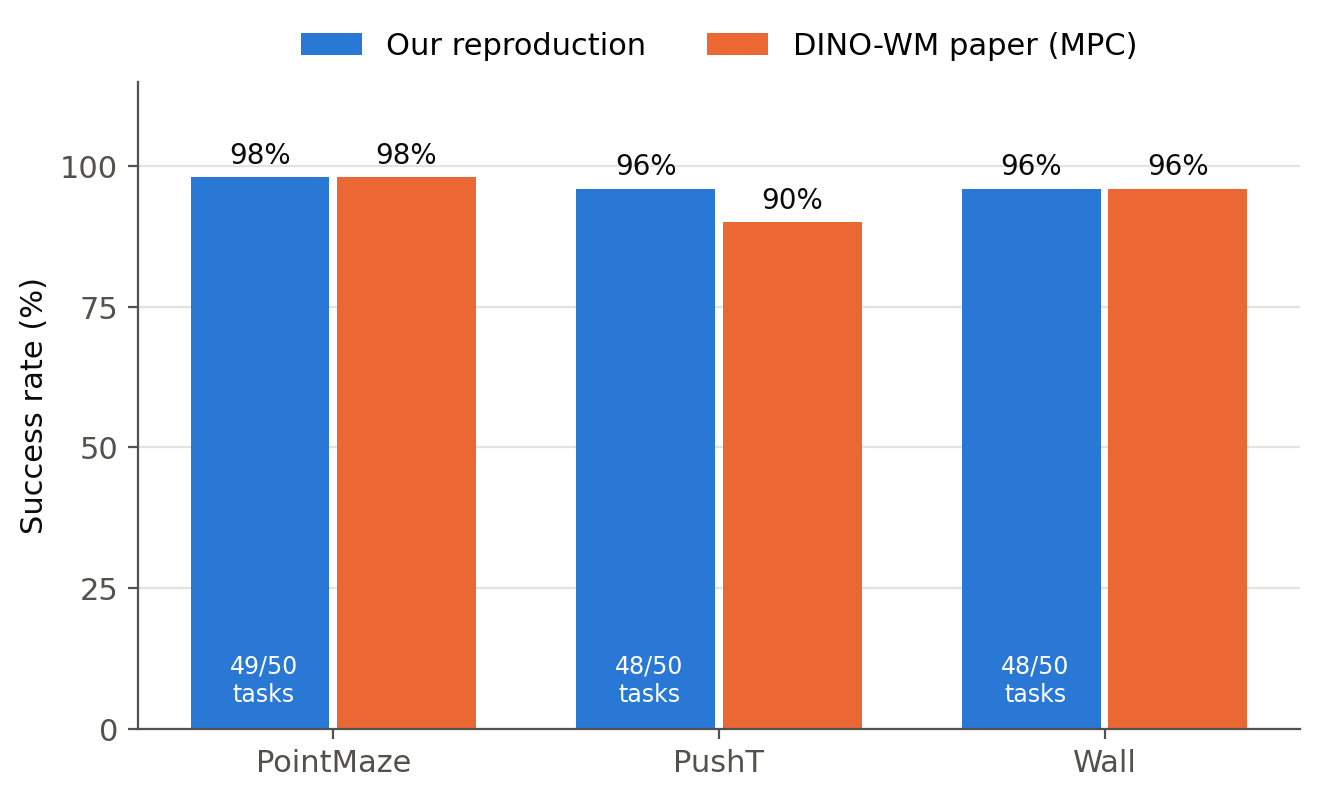 Our reproduction
DINO-WM paper (MPC)
98%
98%
96%
90%
96%
96%
100
75
50
25
0
Success rate (%)
49/50
tasks
48/50
tasks
48/50
tasks
PointMaze
PushT
Wall